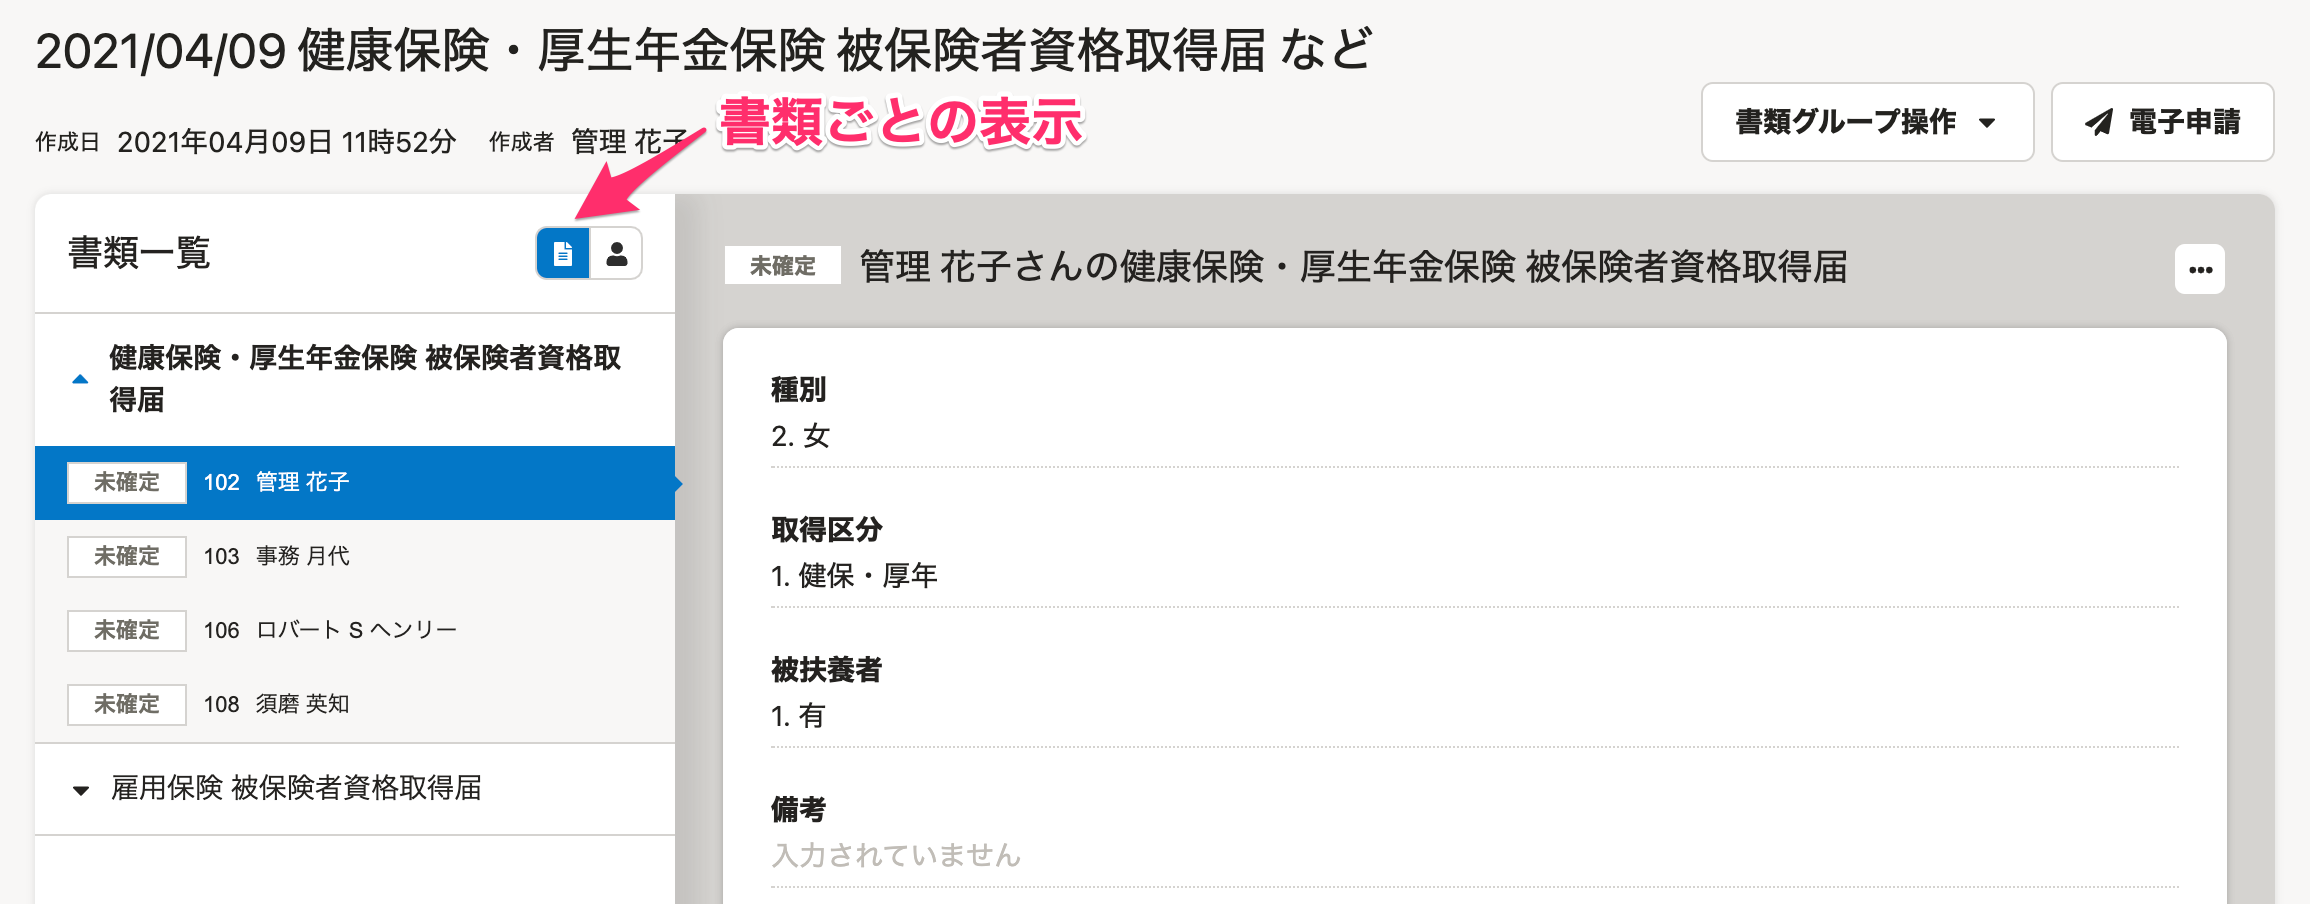 2021/04/09 健康保険・厚生年金保険 被保険者資格取得届 など
書類ごとの表示
作成日 2021年04月09日 11時52分 作成者 管理 花子
書類グループ操作
電子申請
書類一覧
健康保険・厚生年金保険 被保険者資格取
得届
未確定 102 管理 花子
未確定 103 事務 月代
未確定 106 ロバート S ヘンリー
未確定 108 須磨 英知
雇用保険 被保険者資格取得届
未確定 管理 花子さんの健康保険・厚生年金保険 被保険者資格取得届
種別
2. 女
取得区分
1. 健保・厚年
被扶養者
1. 有
備考
入力されていません